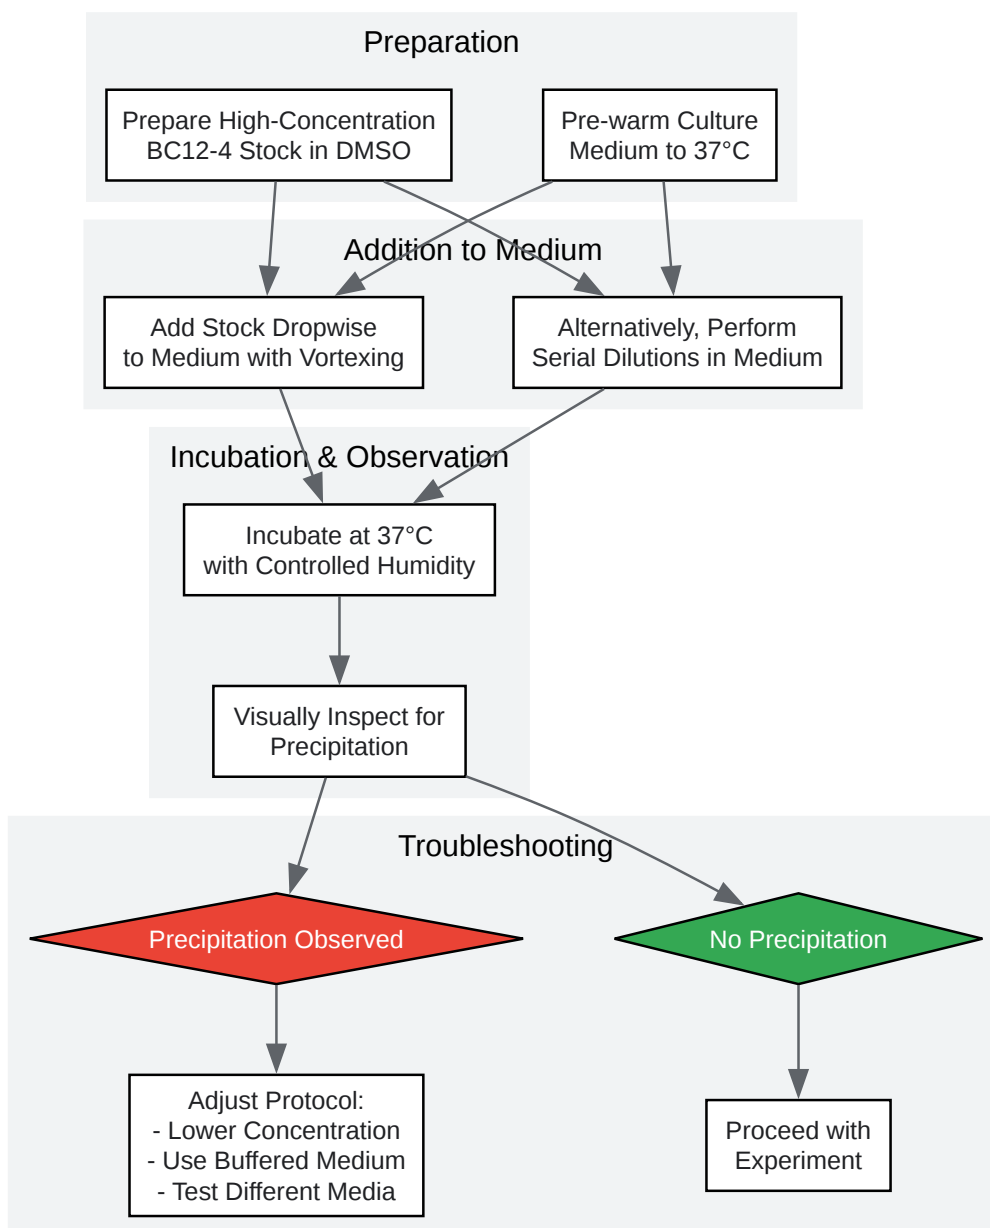 Preparation
Prepare High-Concentration
BC12-4 Stock in DMSO
Pre-warm Culture
Medium to 37°C
Addition to Medium
Add Stock Dropwise
to Medium with Vortexing
Alternatively, Perform
Serial Dilutions in Medium
Incubation & Observation
Incubate at 37°C
with Controlled Humidity
Visually Inspect for
Precipitation
Troubleshooting
Precipitation Observed
No Precipitation
Adjust Protocol:
- Lower Concentration
- Use Buffered Medium
- Test Different Media
Proceed with
Experiment